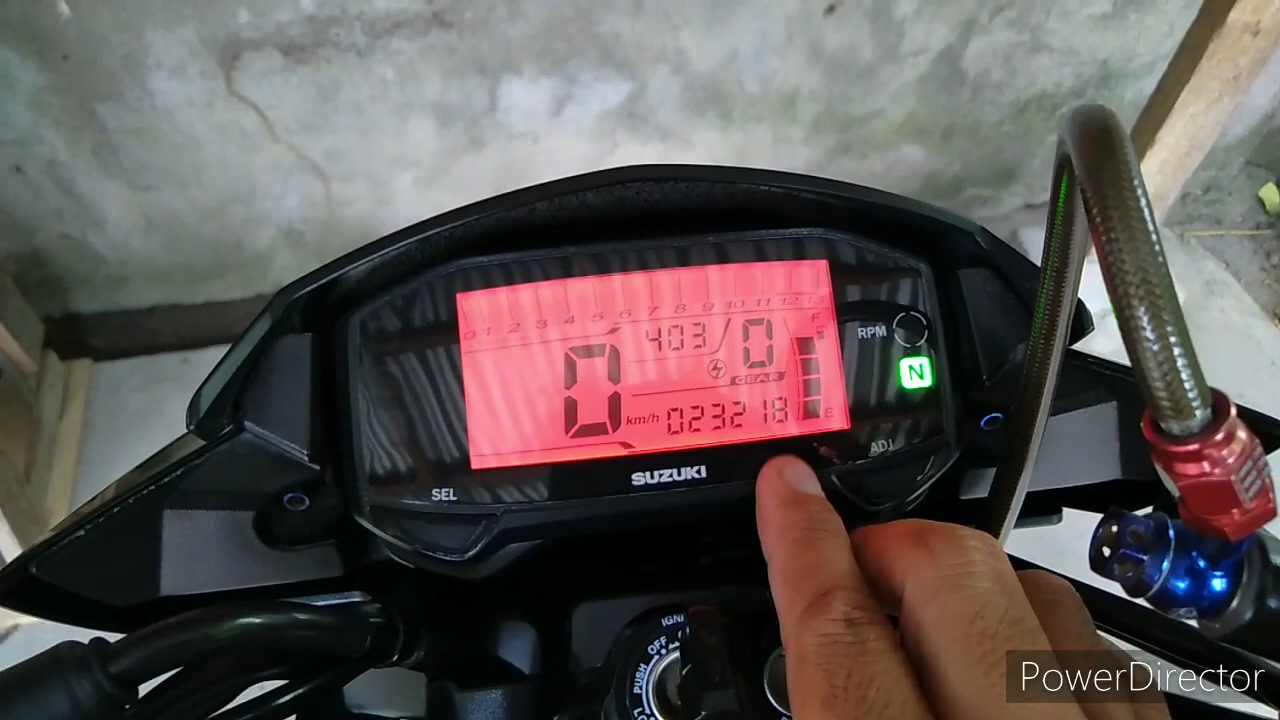 0 1 2 3 4 5 6 7 8 9 10 11 12 13
403
0
F
RPM
N
GEAR
0
km/h
023218
E
ADJ
SUZUKI
SEL
IGNI
OFF
PUSH
PowerDirector